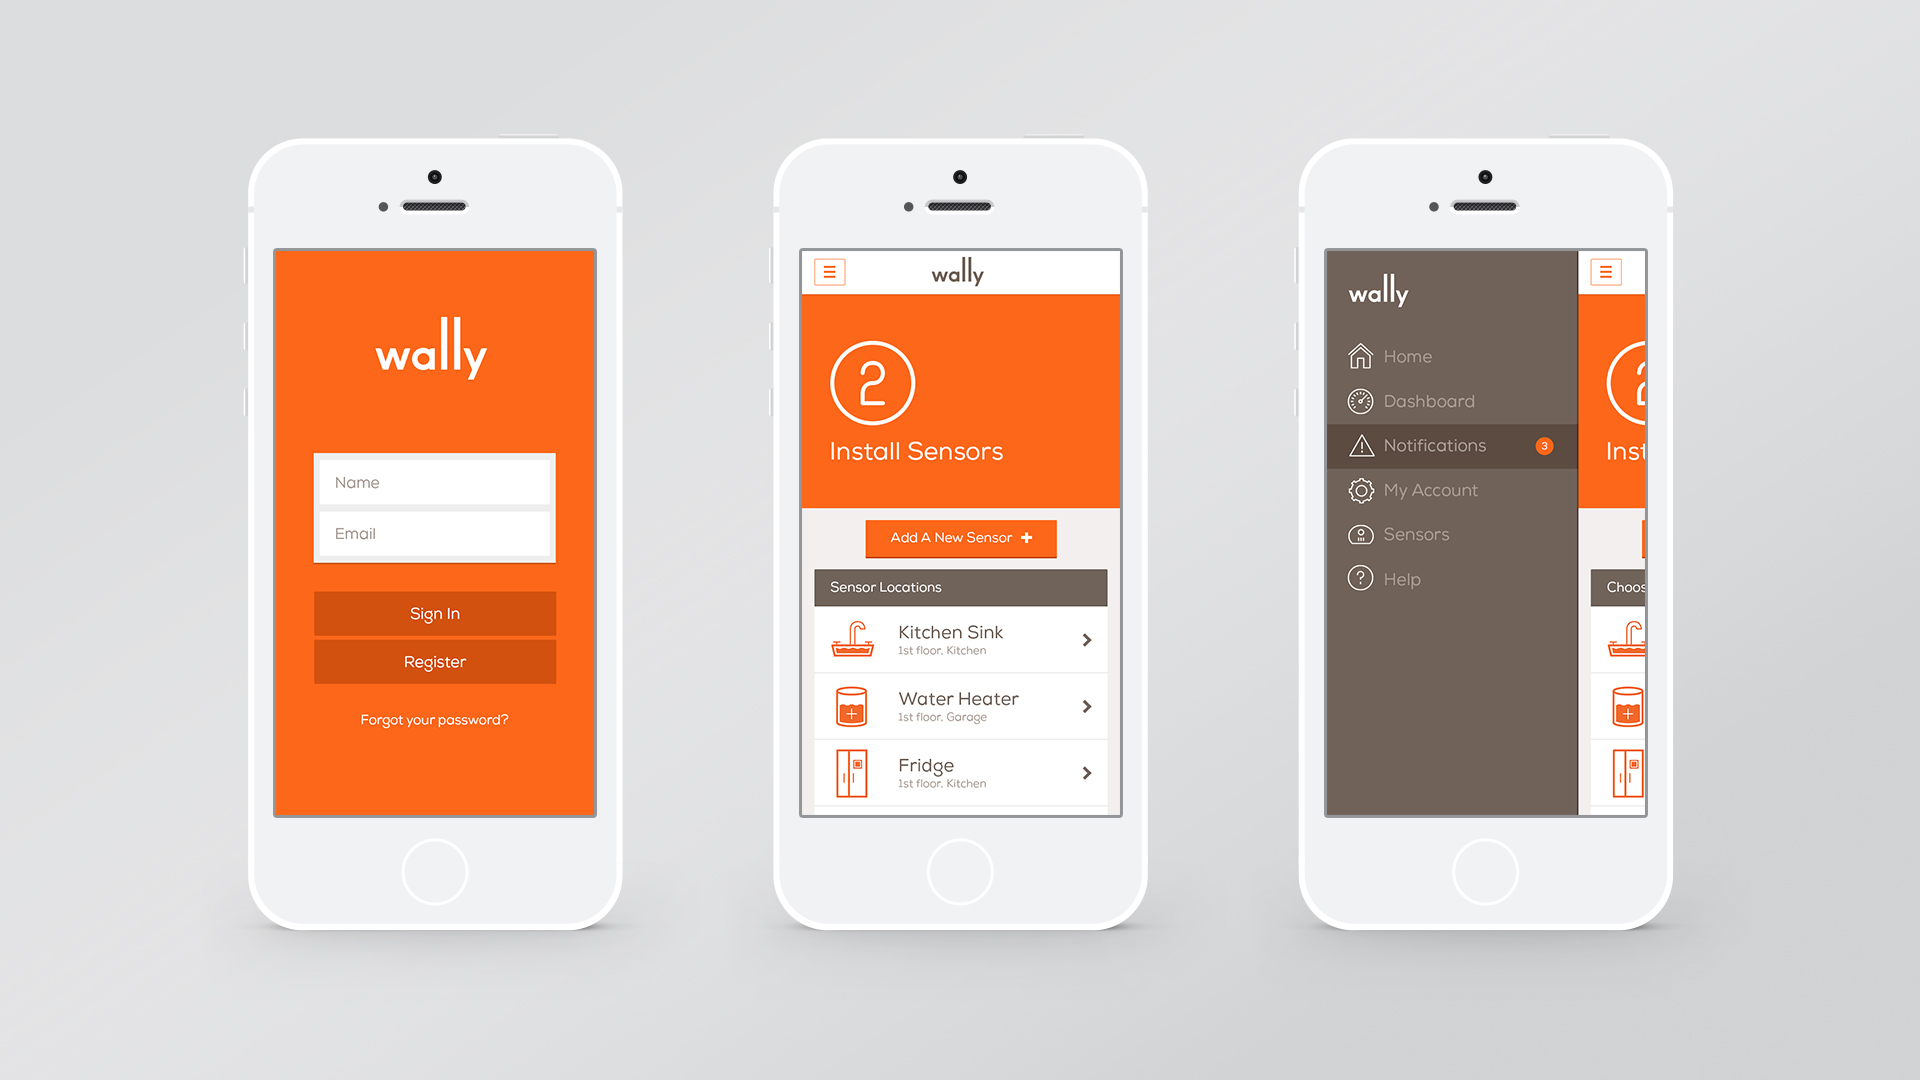 wally
Name
Email
Sign In
Register
Forgot your password?
wally
2
Install Sensors
Add A New Sensor +
Sensor Locations
Kitchen Sink
1st floor, Kitchen
Water Heater
1st floor, Garage
Fridge
1st floor, Kitchen
wally
Home
Dashboard
Notifications 3
My Account
Sensors
Help
2
Inst
Choos